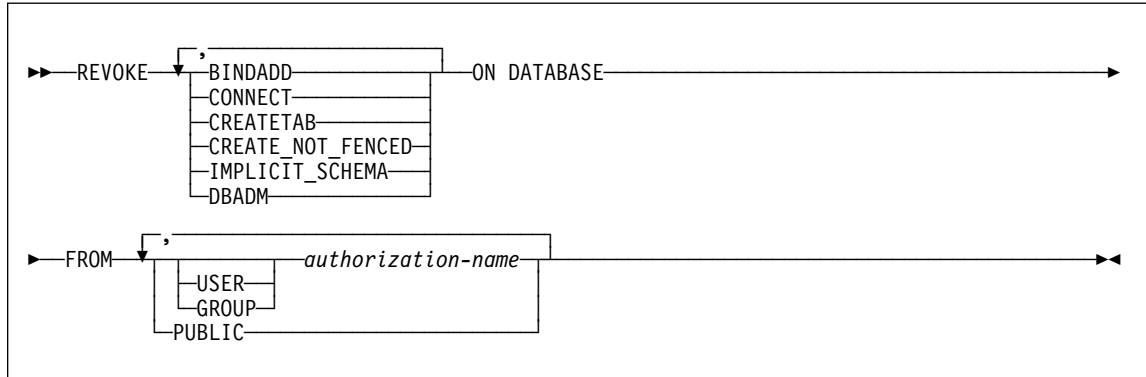 ,
REVOKE BINDADD ON DATABASE
CONNECT
CREATETAB
CREATE_NOT_FENCED
IMPLICIT_SCHEMA
DBADM
,
FROM authorization-name
USER
GROUP
PUBLIC